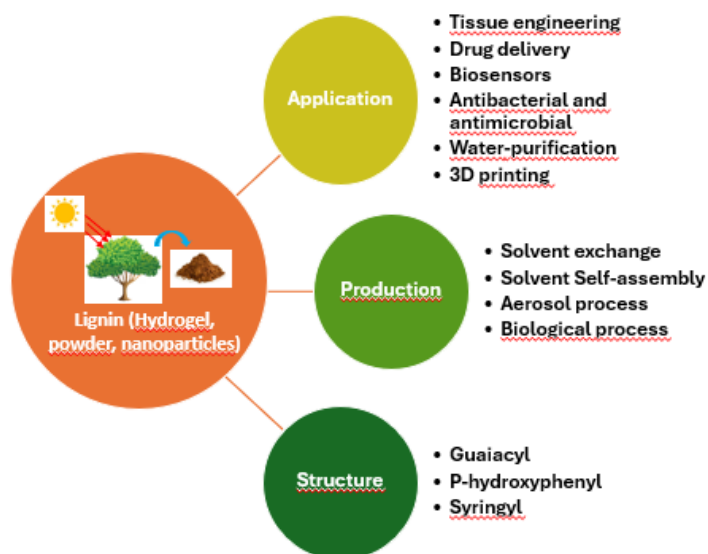 Application
• Tissue engineering
• Drug delivery
• Biosensors
• Antibacterial and
antimicrobial
• Water-purification
• 3D printing
Lignin (Hydrogel,
powder, nanoparticles)
Production
• Solvent exchange
• Solvent Self-assembly
• Aerosol process
• Biological process
Structure
• Guaiacyl
• P-hydroxyphenyl
• Syringyl